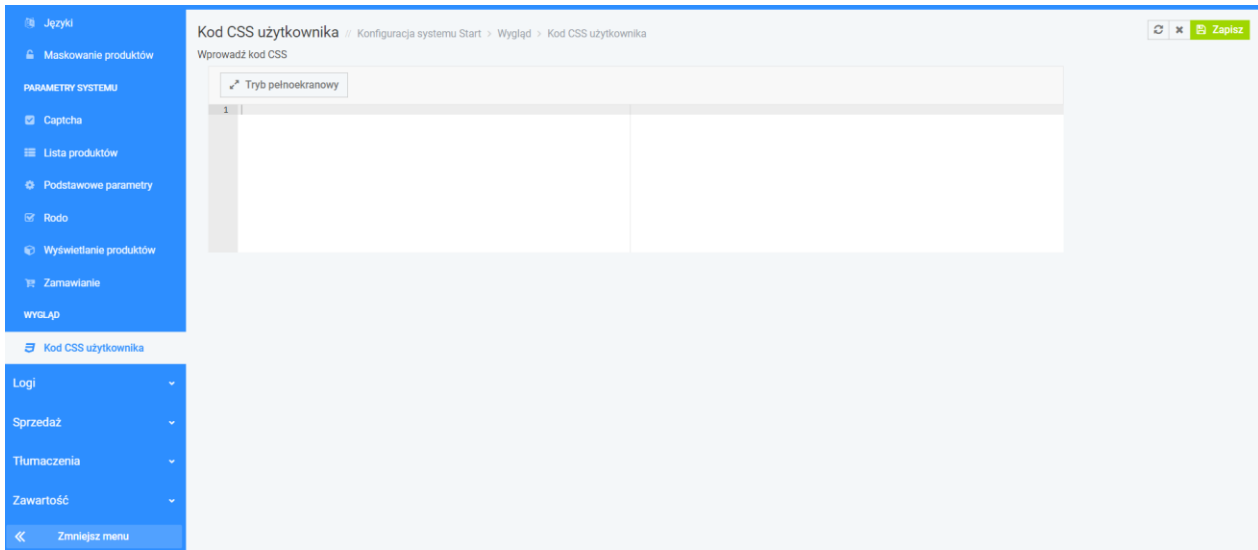 Języki
Maskowanie produktów
PARAMETRY SYSTEMU
Captcha
Lista produktów
Podstawowe parametry
Rodo
Wyświetlanie produktów
Zamawianie
WYGLĄD
Kod CSS użytkownika
Logi
Sprzedaż
Tłumaczenia
Zawartość
Zmniejsz menu
Kod CSS użytkownika // Konfiguracja systemu Start > Wygląd > Kod CSS użytkownika
Zapisz
Wprowadź kod CSS
Tryb pełnoekranowy
1